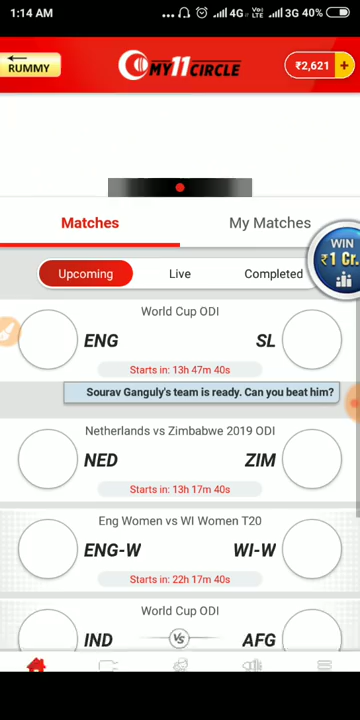 1:14 AM
... 4G Vo) LTE 3G 40%
RUMMY
MY11CIRCLE
₹2,621 +
Matches
My Matches
WIN
₹1 Cr.
Upcoming
Live
Completed
World Cup ODI
ENG
SL
Starts in: 13h 47m 40s
Sourav Ganguly's team is ready. Can you beat him?
Netherlands vs Zimbabwe 2019 ODI
NED
ZIM
Starts in: 13h 17m 40s
Eng Women vs WI Women T20
ENG-W
WI-W
Starts in: 22h 17m 40s
World Cup ODI
IND
VS
AFG